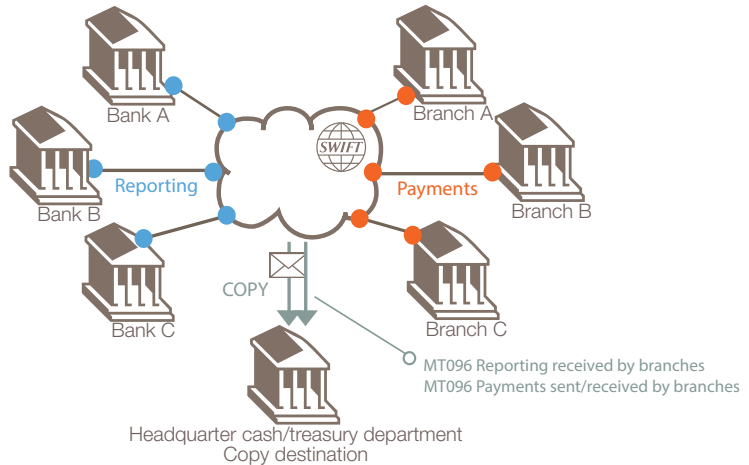 Bank A
Branch A
SWIFT
Reporting
Payments
Bank B
Branch B
COPY
Bank C
Branch C
MT096 Reporting received by branches
MT096 Payments sent/received by branches
Headquarter cash/treasury department
Copy destination